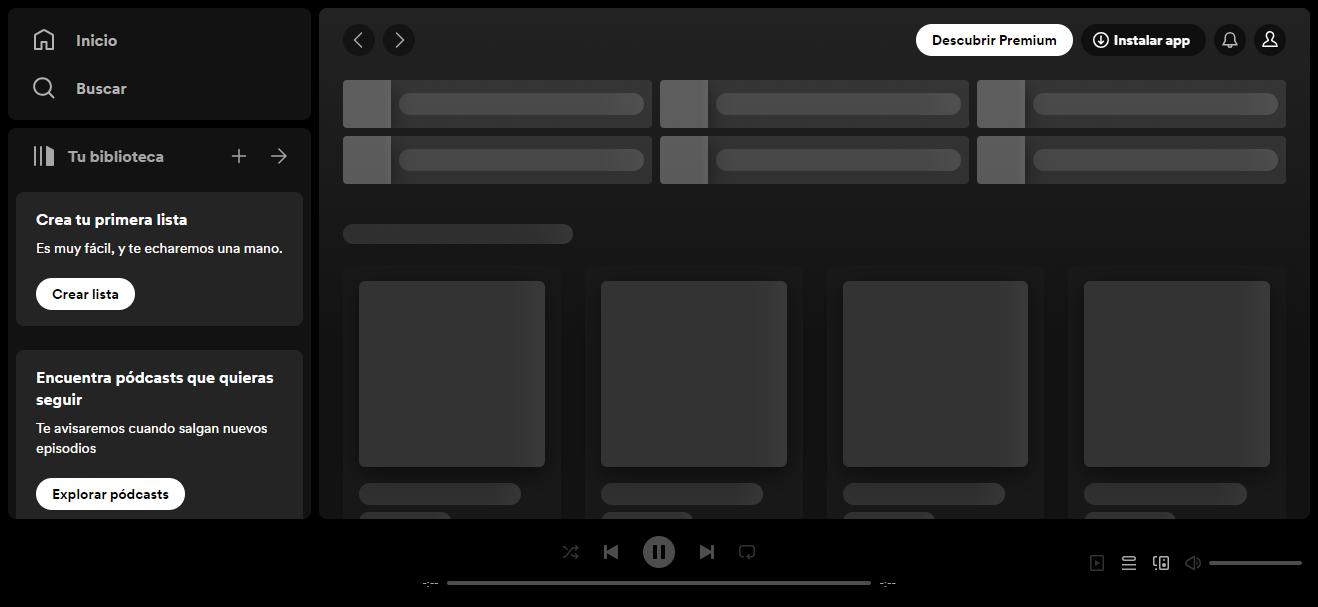 Inicio
Buscar
Tu biblioteca
Crea tu primera lista
Es muy fácil, y te echaremos una mano.
Crear lista
Encuentra pódcasts que quieras
seguir
Te avisaremos cuando salgan nuevos
episodios
Explorar pódcasts
Descubrir Premium
Instalar app
-:--
-:--